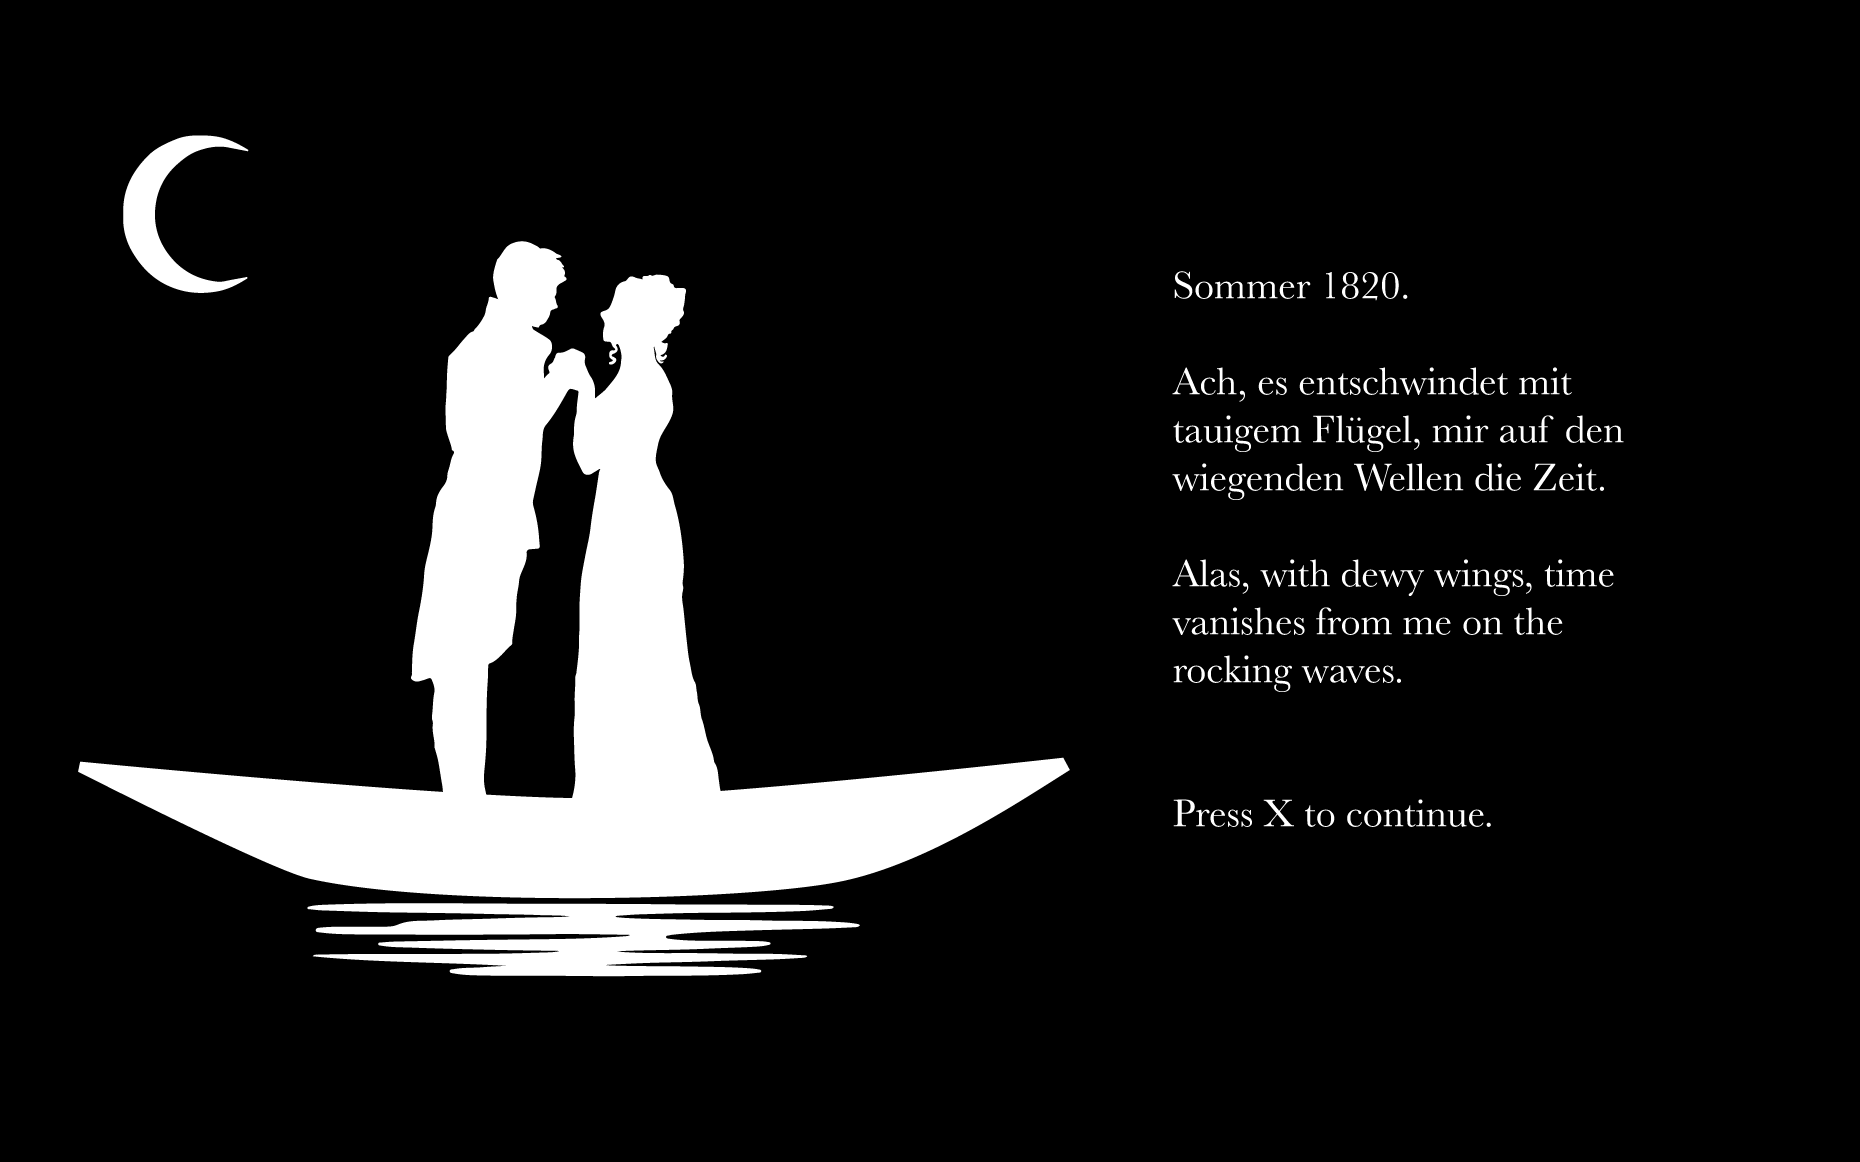 Sommer 1820.
Ach, es entschwindet mit
tauigem Flügel, mir auf den
wiegenden Wellen die Zeit.
Alas, with dewy wings, time
vanishes from me on the
rocking waves.
Press X to continue.